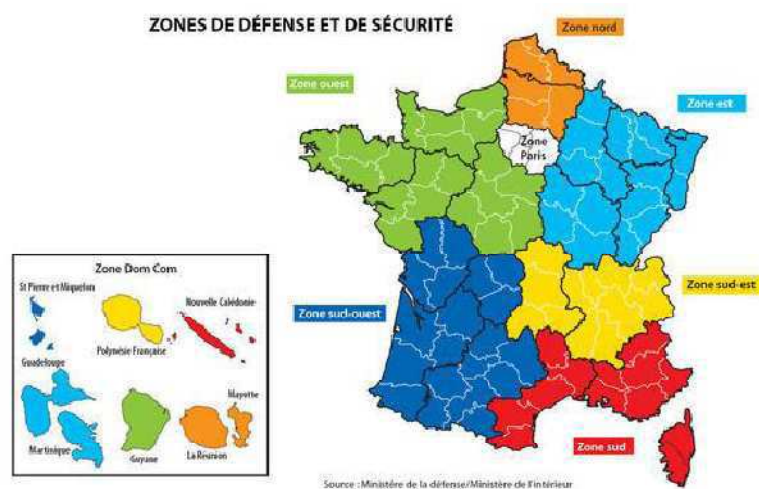 ZONES DE DÉFENSE ET DE SÉCURITÉ
Zone nord
Zone ouest
Zone est
Zone
Paris
Zone Dom Com
St Pierre et Miquelon
Nouvelle Calédonie
Zone sud-est
Zone sud-ouest
Polynésie Française
Guadeloupe
Mayotte
Martinique
Guyane
La Réunion
Zone sud
Source : Ministère de la défense/Ministère de l'intérieur